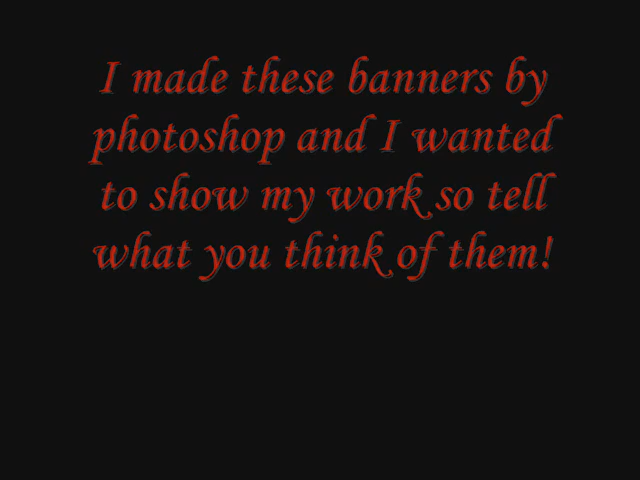 I made these banners by
photoshop and I wanted
to show my work so tell
what you think of them!